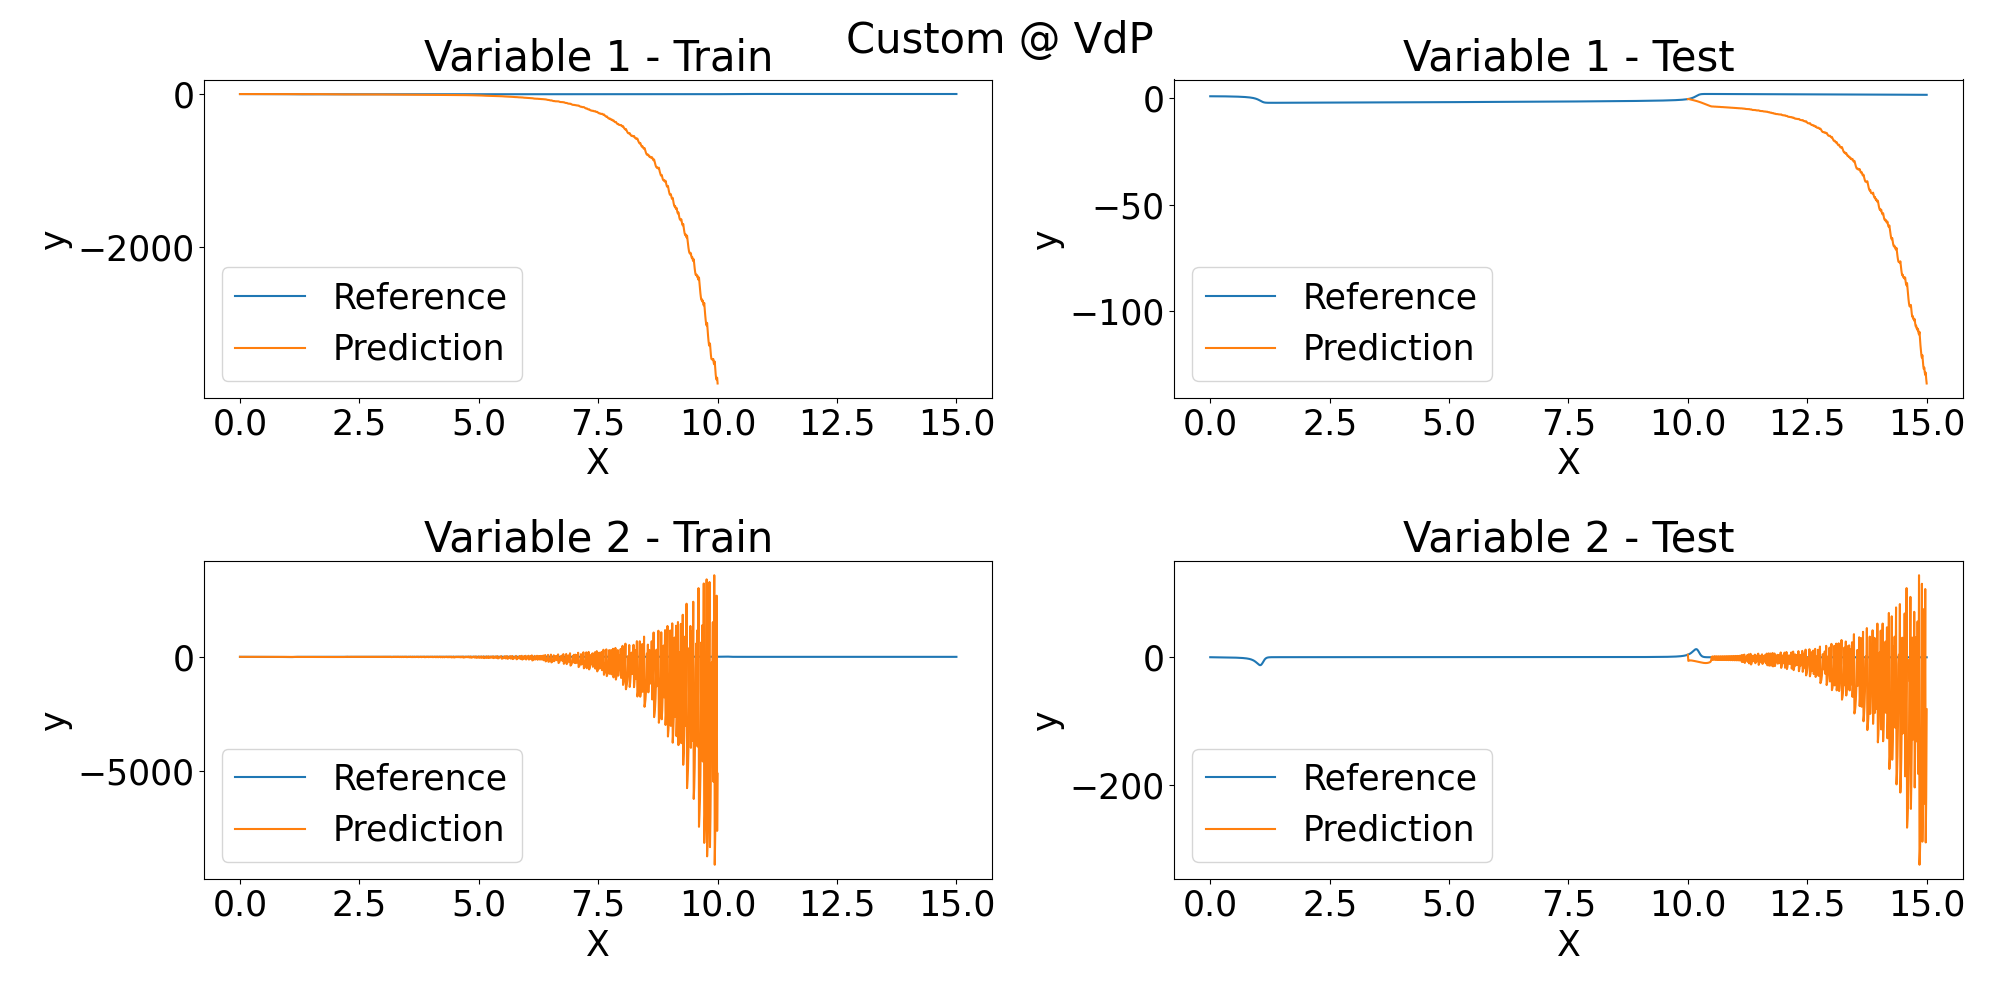 Custom @ VdP
Variable 1 - Train
0
−2000
y
Reference
Prediction
0.0 2.5 5.0 7.5 10.0 12.5 15.0
X
Variable 1 - Test
0
−50
−100
y
Reference
Prediction
0.0 2.5 5.0 7.5 10.0 12.5 15.0
X
Variable 2 - Train
0
−5000
y
Reference
Prediction
0.0 2.5 5.0 7.5 10.0 12.5 15.0
X
Variable 2 - Test
0
−200
y
Reference
Prediction
0.0 2.5 5.0 7.5 10.0 12.5 15.0
X